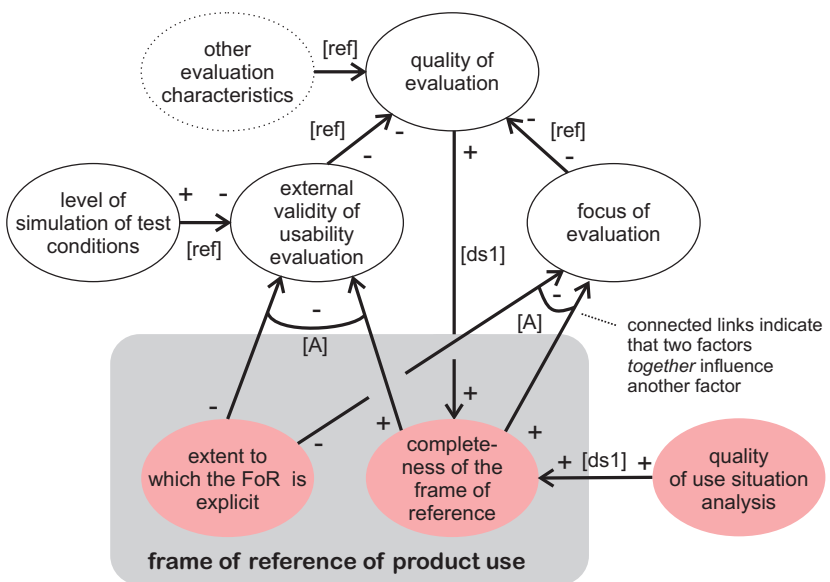 other
evaluation
characteristics
[ref]
quality of
evaluation
[ref]
-
-
+
-
[ref]
-
level of
simulation of test
conditions
+
-
[ref]
external
validity of
usability
evaluation
focus of
evaluation
[ds1]
-
[A]
-
[A]
connected links indicate
that two factors
together influence
another factor
-
-
+
+
+
extent to
which the FoR is
explicit
complete-
ness of the
frame of
reference
+ [ds1] +
quality
of use situation
analysis
frame of reference of product use